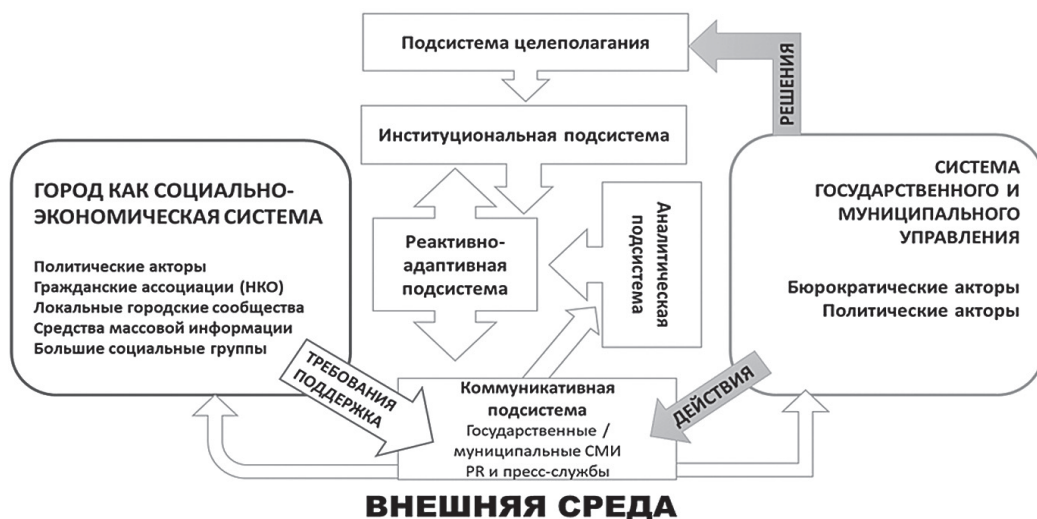 Подсистема целеполагания
РЕШЕНИЯ
Институциональная подсистема
ГОРОД КАК СОЦИАЛЬНО-
ЭКОНОМИЧЕСКАЯ СИСТЕМА
Политические акторы
Гражданские ассоциации (НКО)
Локальные городские сообщества
Средства массовой информации
Большие социальные группы
Реактивно-
адаптивная
подсистема
Аналитическая
подсистема
СИСТЕМА
ГОСУДАРСТВЕННОГО И
МУНИЦИПАЛЬНОГО
УПРАВЛЕНИЯ
Бюрократические акторы
Политические акторы
ТРЕБОВАНИЯ
ПОДДЕРЖКА
Коммуникативная
подсистема
Государственные /
муниципальные СМИ
PR и пресс-службы
ДЕЙСТВИЯ
ВНЕШНЯЯ СРЕДА